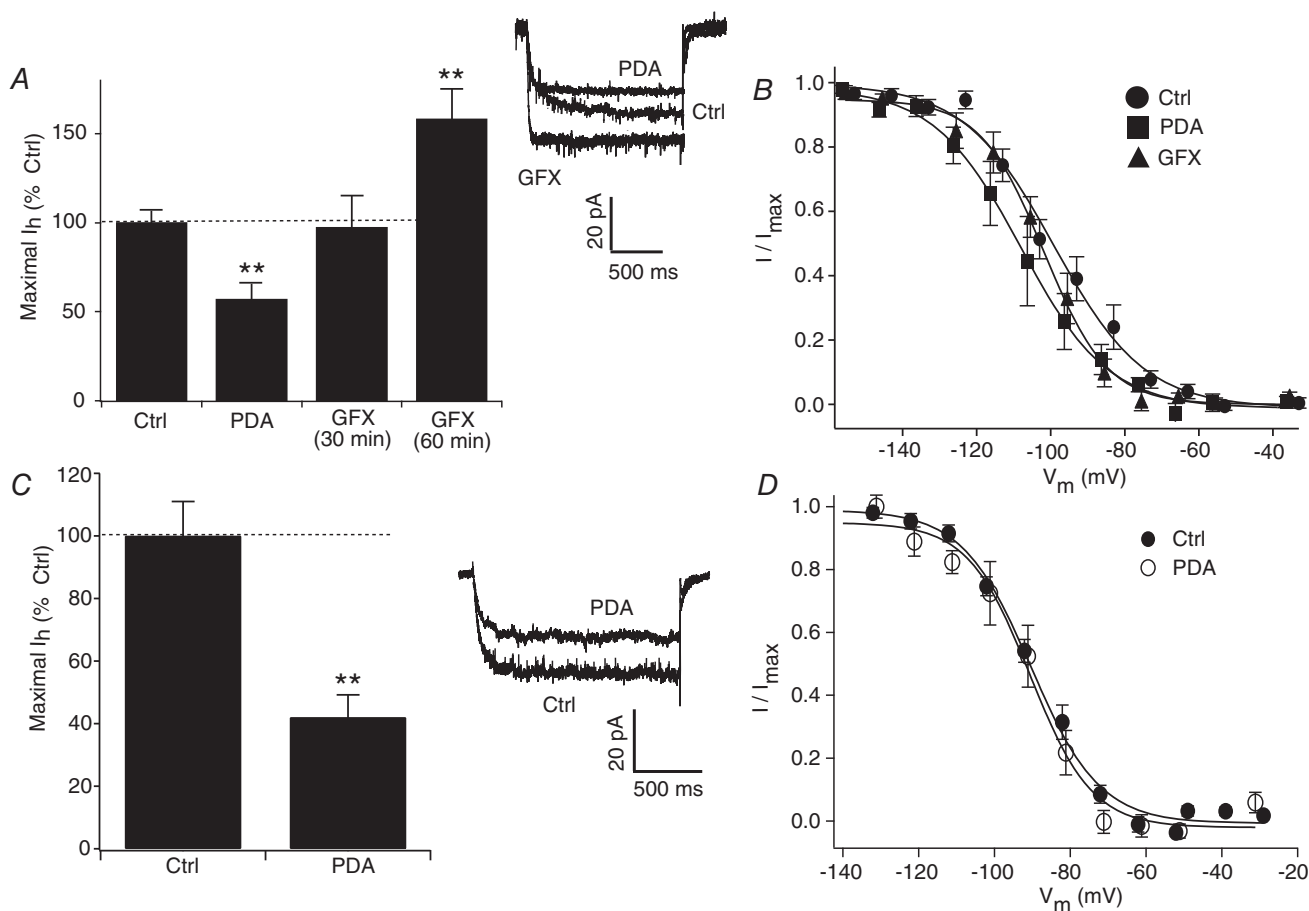 A
Maximal Ih (% Ctrl)
150
100
50
0
**
**
Ctrl
PDA
GFX
(30 min)
GFX
(60 min)
PDA
Ctrl
GFX
20 pA
500 ms
B
I / Imax
1.0
0.8
0.6
0.4
0.2
0.0
Ctrl
PDA
GFX
-140
-120
-100
-80
-60
-40
Vm (mV)
C
Maximal Ih (% Ctrl)
120
100
80
60
40
20
0
**
Ctrl
PDA
PDA
Ctrl
20 pA
500 ms
D
I / Imax
1.0
0.8
0.6
0.4
0.2
0.0
Ctrl
PDA
-140
-120
-100
-80
-60
-40
-20
Vm (mV)